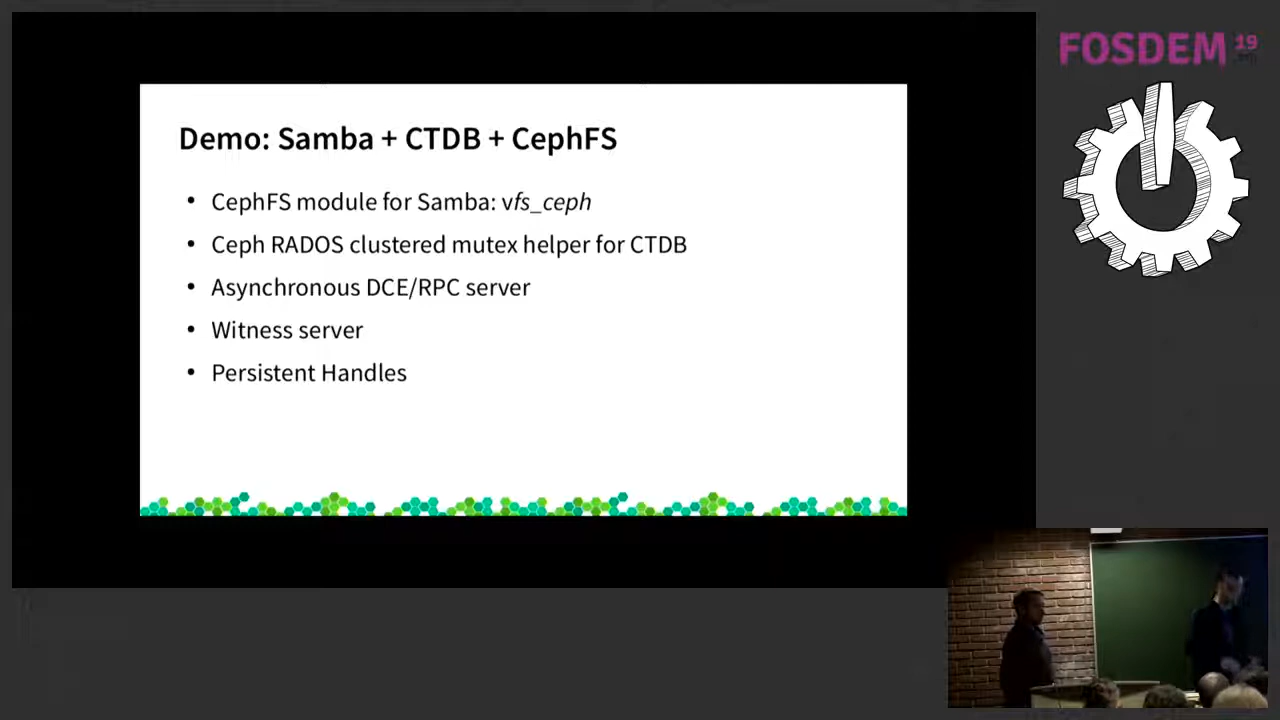 FOSDEM 19
Demo: Samba + CTDB + CephFS
• CephFS module for Samba: vfs_ceph
• Ceph RADOS clustered mutex helper for CTDB
• Asynchronous DCE/RPC server
• Witness server
• Persistent Handles